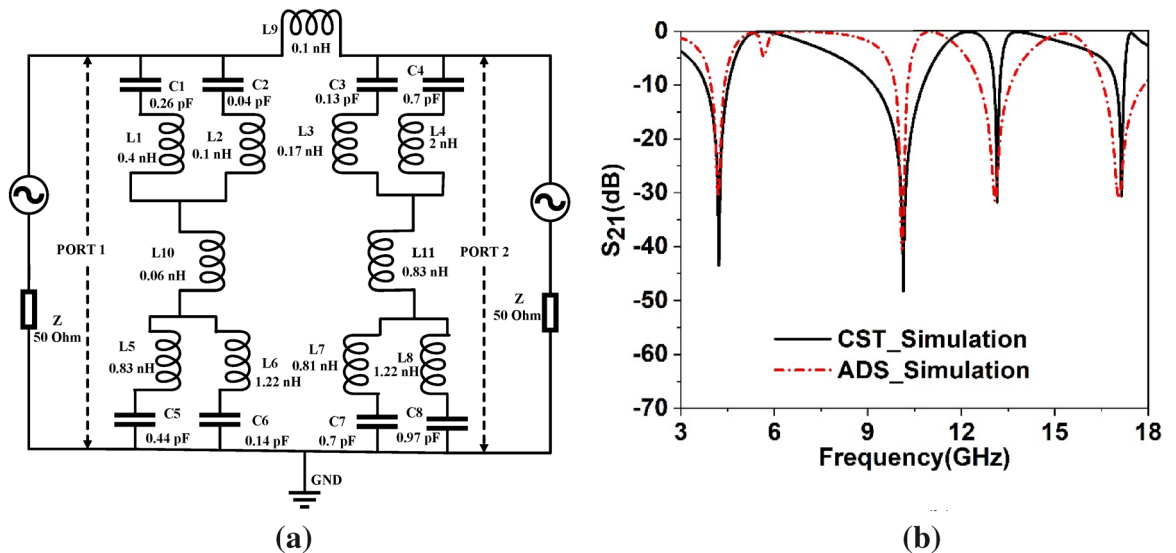 L9
0.1 nH
C1
0.26 pF
C2
0.04 pF
C3
0.13 pF
C4
0.7 pF
L1
0.4 nH
L2
0.1 nH
L3
0.17 nH
L4
2 nH
PORT 1
L10
0.06 nH
L11
0.83 nH
PORT 2
Z
50 Ohm
L5
0.83 nH
L6
1.22 nH
L7
0.81 nH
L8
1.22 nH
Z
50 Ohm
C5
0.44 pF
C6
0.14 pF
C7
0.7 pF
C8
0.97 pF
GND
(a)
S21(dB)
0
-10
-20
-30
-40
-50
-60
-70
CST_Simulation
ADS_Simulation
3 6 9 12 15 18
Frequency(GHz)
(b)